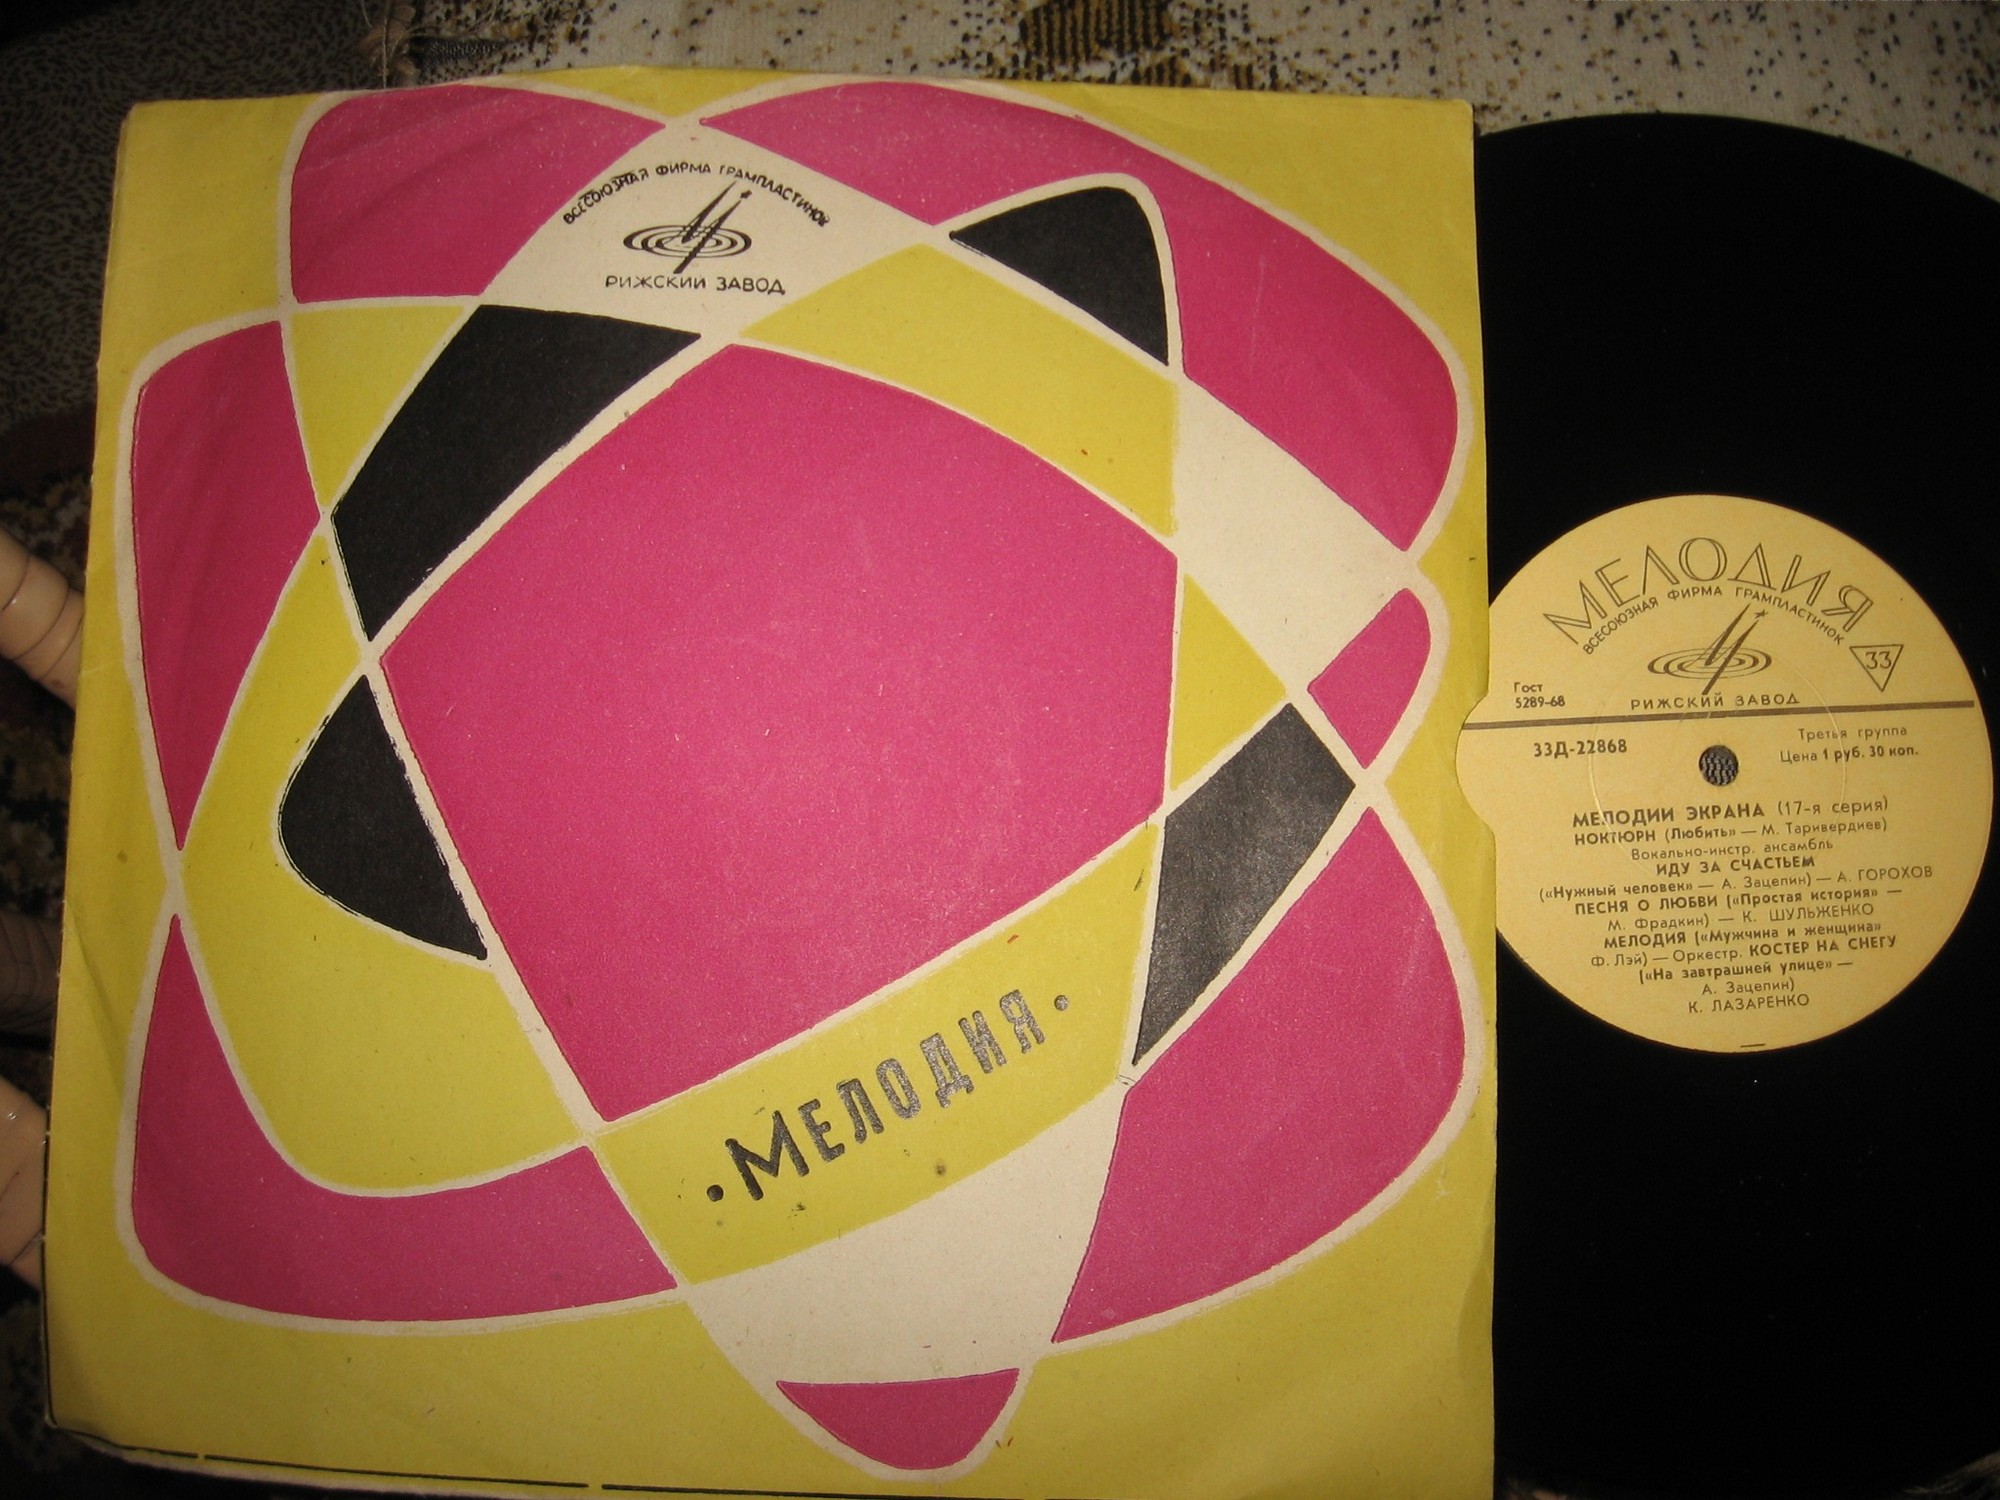 ВСЕСОЮЗНАЯ ФИРМА ГРАМПЛАСТИНОК
РИЖСКИЙ ЗАВОД
·МЕЛОДИЯ·
МЕЛОДИЯ
ВСЕСОЮЗНАЯ ФИРМА ГРАМПЛАСТИНОК
33
Гост
5289-68
РИЖСКИЙ ЗАВОД
33Д-22868
Третья группа
Цена 1 руб. 30 коп.
МЕЛОДИИ ЭКРАНА (17-я серия)
НОКТЮРН (Любить» — М. Таривердиев)
Вокально-инстр. ансамбль
ИДУ ЗА СЧАСТЬЕМ
(«Нужный человек» — А. Зацепин) — А. ГОРОХОВ
ПЕСНЯ О ЛЮБВИ («Простая история» —
М. Фрадкин) — К. ШУЛЬЖЕНКО
МЕЛОДИЯ («Мужчина и женщина»
Ф. Лэй) — Оркестр. КОСТЕР НА СНЕГУ
(«На завтрашней улице» —
А. Зацепин)
К. ЛАЗАРЕНКО